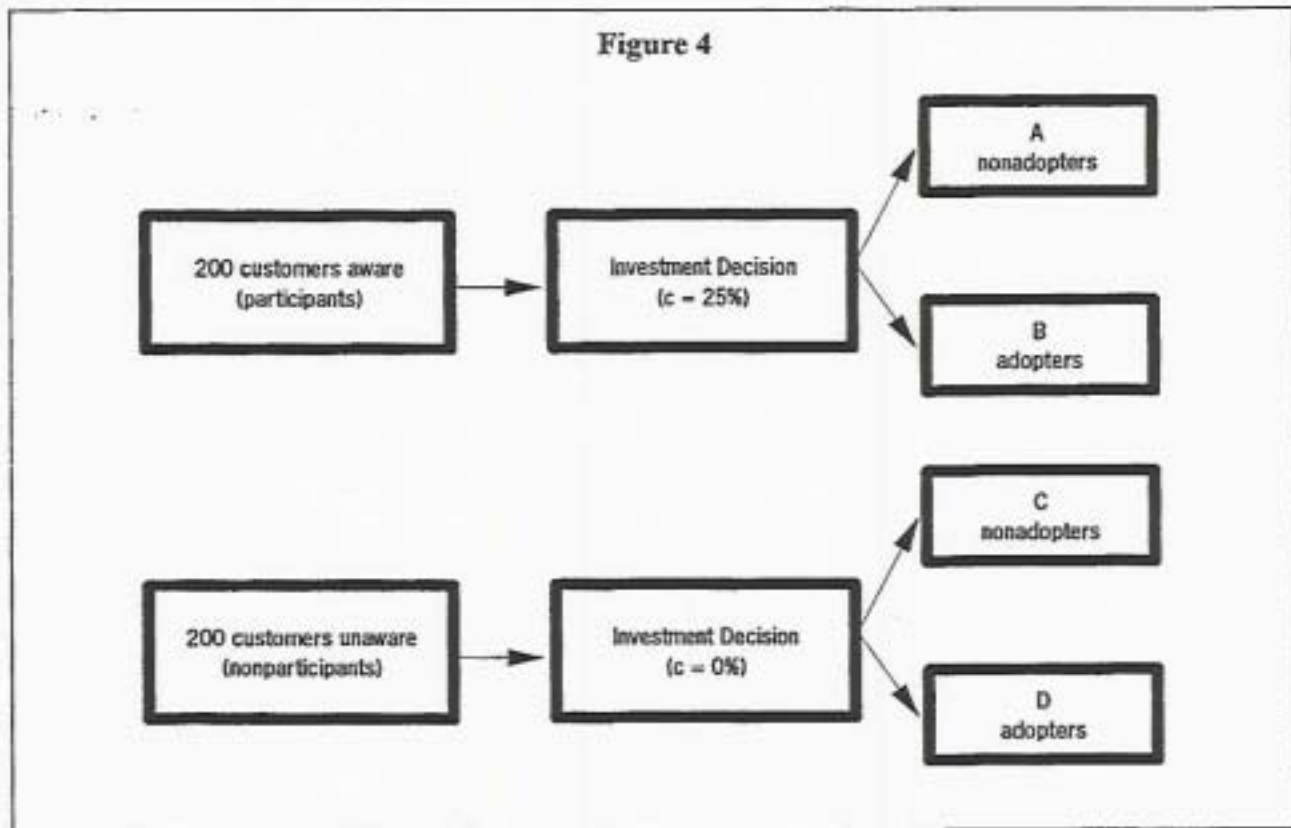 Figure 4
A
nonadopters
200 customers aware
(participants)
Investment Decision
(c = 25%)
B
adopters
C
nonadopters
200 customers unaware
(nonparticipants)
Investment Decision
(c = 0%)
D
adopters